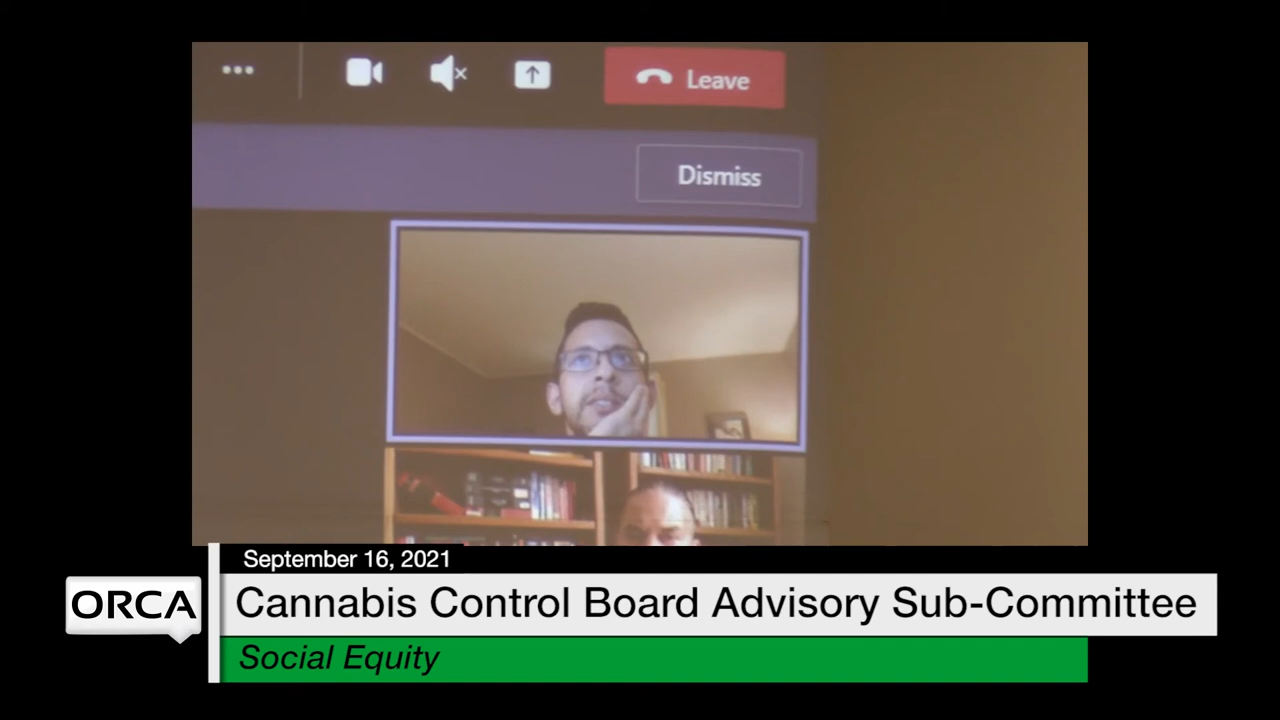 Leave
Dismiss
September 16, 2021
ORCA
Cannabis Control Board Advisory Sub-Committee
Social Equity